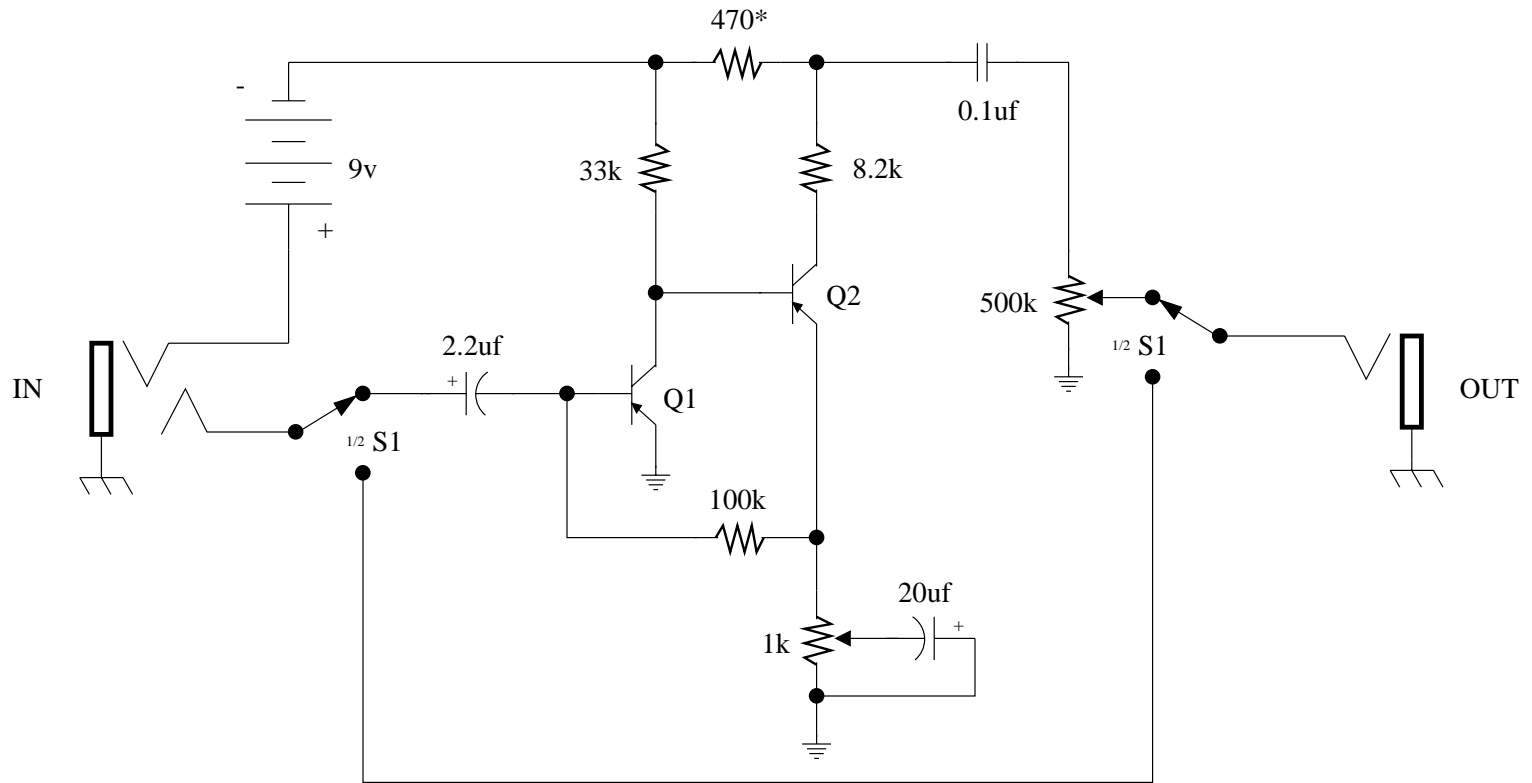 470*
-
0.1uf
33k
8.2k
9v
+
Q2
500k
2.2uf
1/2 S1
IN
+
Q1
OUT
1/2 S1
100k
20uf
+
1k